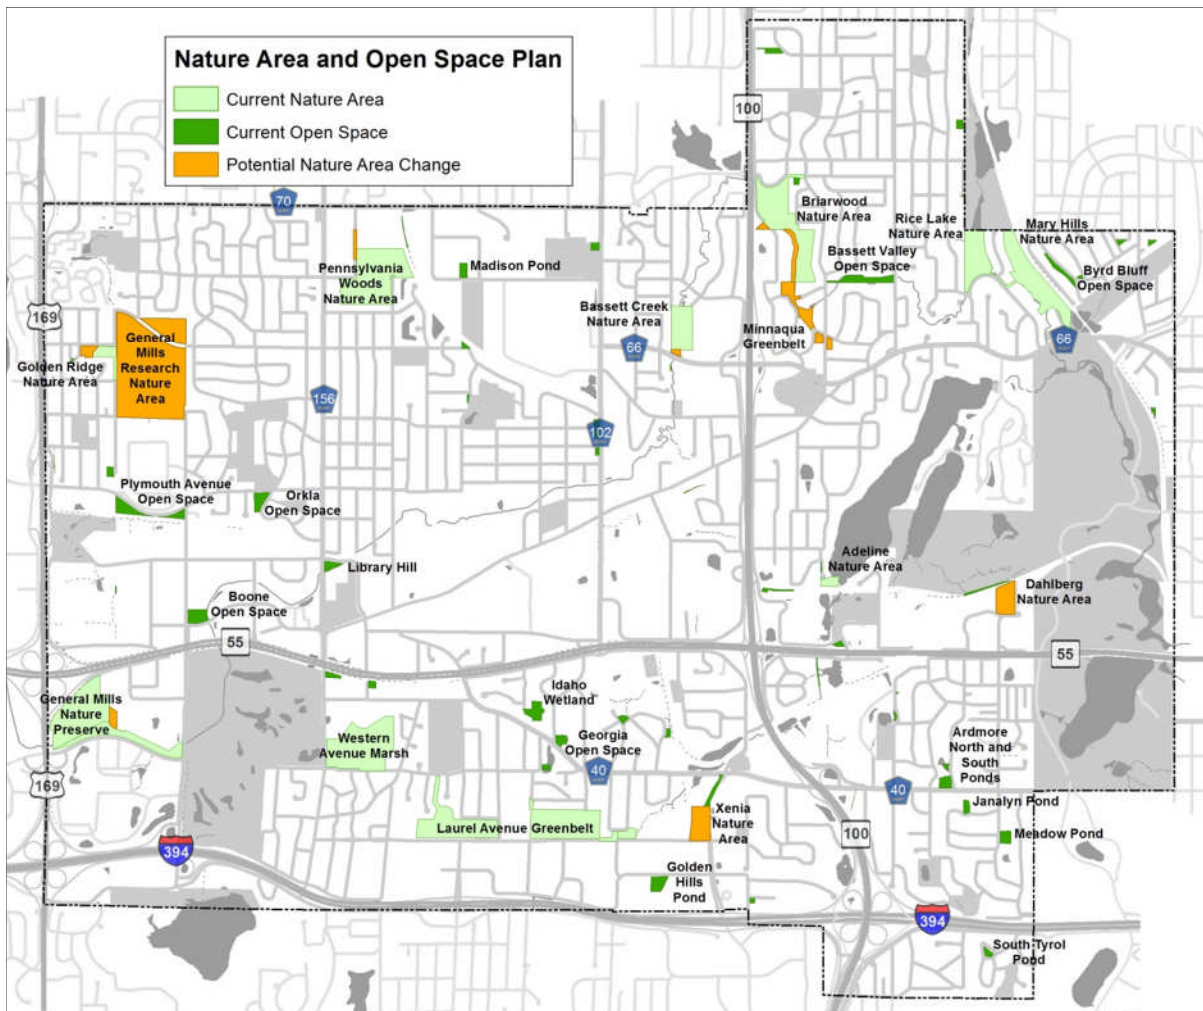 Nature Area and Open Space Plan
Current Nature Area
Current Open Space
Potential Nature Area Change
100
70
Briarwood
Nature Area
Rice Lake
Nature Area
Mary Hills
Nature Area
Pennsylvania
Woods
Nature Area
Madison Pond
Bassett Valley
Open Space
Byrd Bluff
Open Space
169
Bassett Creek
Nature Area
Minnaqua
Greenbelt
66
66
General
Mills
Research
Nature
Area
Golden Ridge
Nature Area
156
102
Plymouth Avenue
Open Space
Orkla
Open Space
Library Hill
Adeline
Nature Area
Dahlberg
Nature Area
Boone
Open Space
55
55
General Mills
Nature
Preserve
Idaho
Wetland
Western
Avenue Marsh
Georgia
Open Space
Ardmore
North and
South
Ponds
169
40
40
Janalyn Pond
Laurel Avenue Greenbelt
Xenia
Nature
Area
100
Meadow Pond
394
Golden
Hills
Pond
394
South Tyrol
Pond